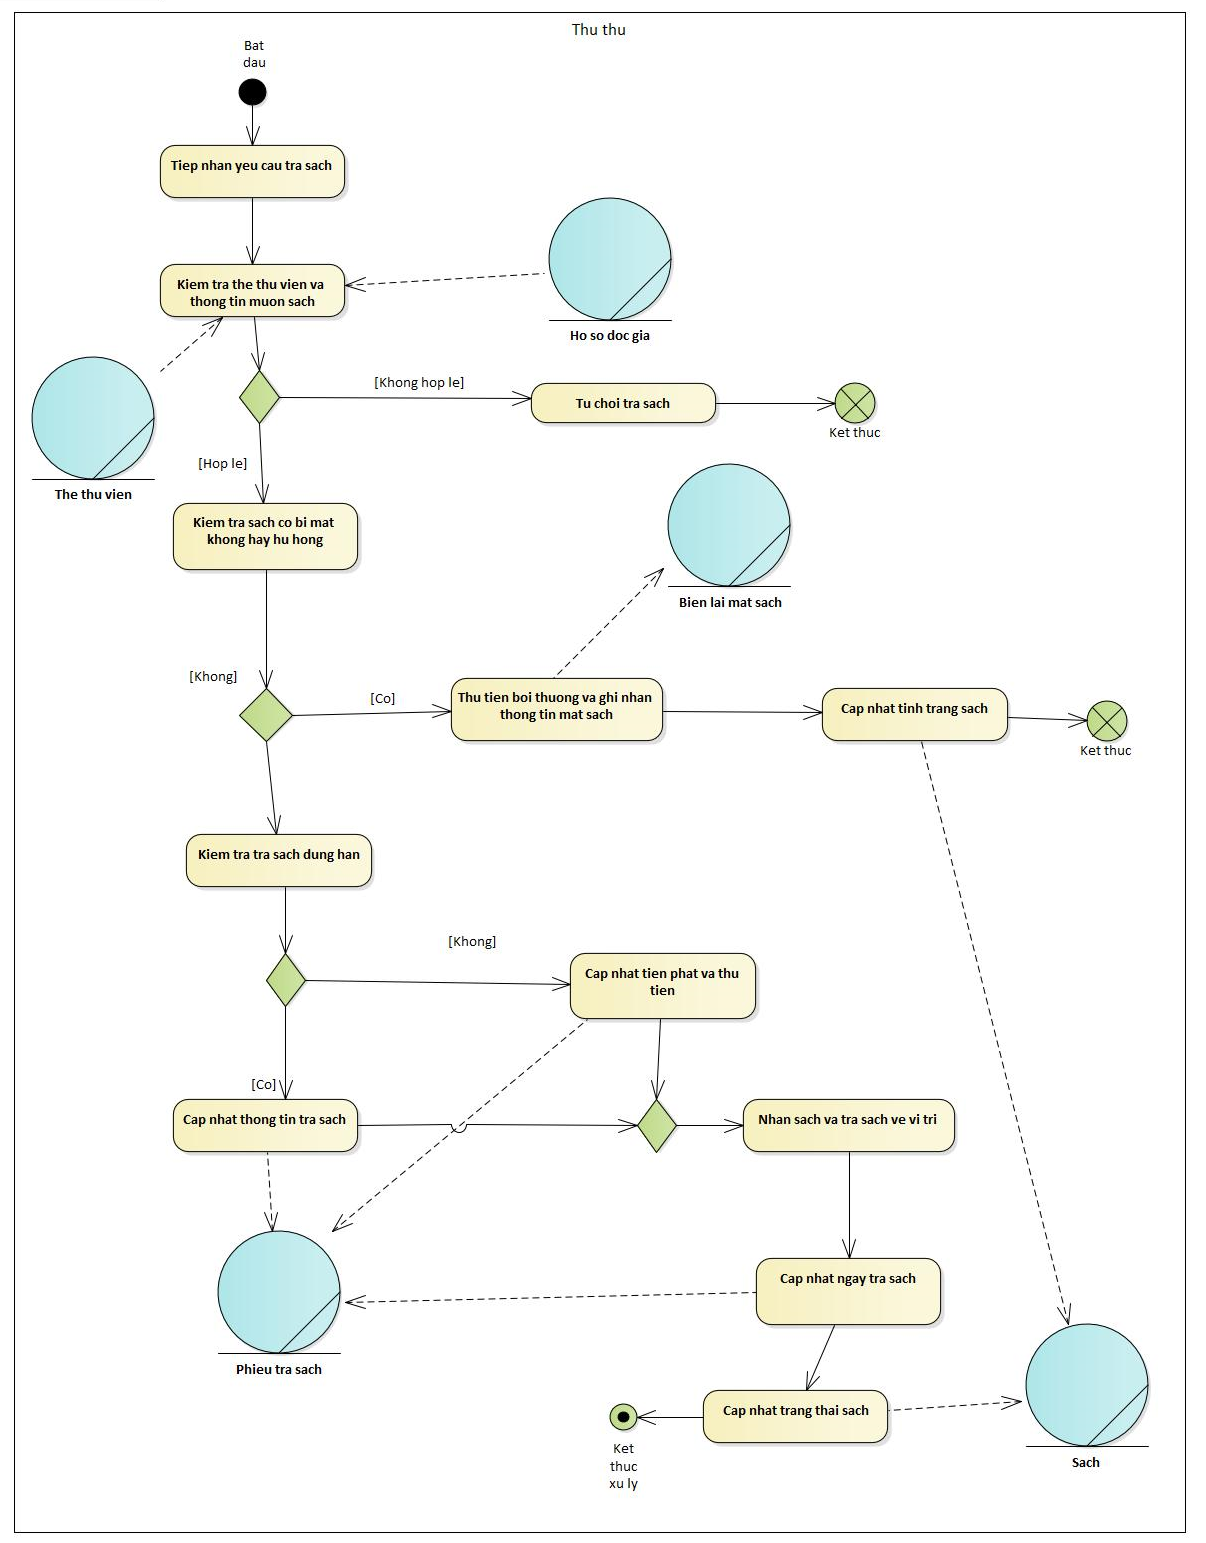 Thu thu
Bat
dau
Tiep nhan yeu cau tra sach
Kiem tra the thu vien va
thong tin muon sach
Ho so doc gia
[Khong hop le]
Tu choi tra sach
Ket thuc
[Hop le]
The thu vien
Kiem tra sach co bi mat
khong hay hu hong
Bien lai mat sach
[Khong]
[Co]
Thu tien boi thuong va ghi nhan
thong tin mat sach
Cap nhat tinh trang sach
Ket thuc
Kiem tra tra sach dung han
[Khong]
Cap nhat tien phat va thu
tien
[Co]
Cap nhat thong tin tra sach
Nhan sach va tra sach ve vi tri
Cap nhat ngay tra sach
Phieu tra sach
Cap nhat trang thai sach
Ket
thuc
xu ly
Sach